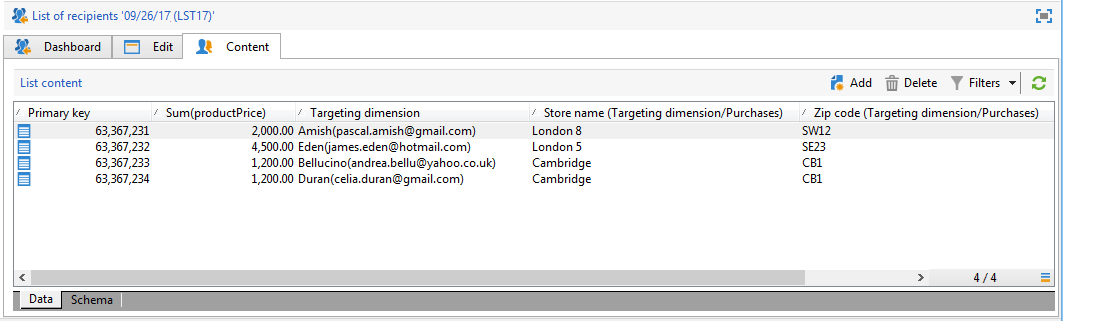 List of recipients '09/26/17 (LST17)'
Dashboard Edit Content
List content Add Delete Filters
Primary key Sum(productPrice) Targeting dimension Store name (Targeting dimension/Purchases) Zip code (Targeting dimension/Purchases)
63,367,231 2,000.00 Amish(pascal.amish@gmail.com) London 8 SW12
63,367,232 4,500.00 Eden(james.eden@hotmail.com) London 5 SE23
63,367,233 1,200.00 Bellucino(andrea.bellu@yahoo.co.uk) Cambridge CB1
63,367,234 1,200.00 Duran(celia.duran@gmail.com) Cambridge CB1
4 / 4
Data Schema